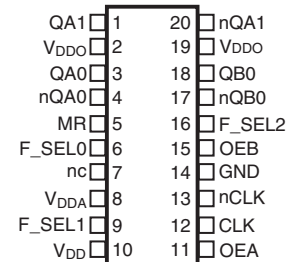 QA1 1 20 nQA1
VDDO 2 19 VDDO
QA0 3 18 QB0
nQA0 4 17 nQB0
MR 5 16 F_SEL2
F_SEL0 6 15 OEB
nc 7 14 GND
VDDA 8 13 nCLK
F_SEL1 9 12 CLK
VDD 10 11 OEA